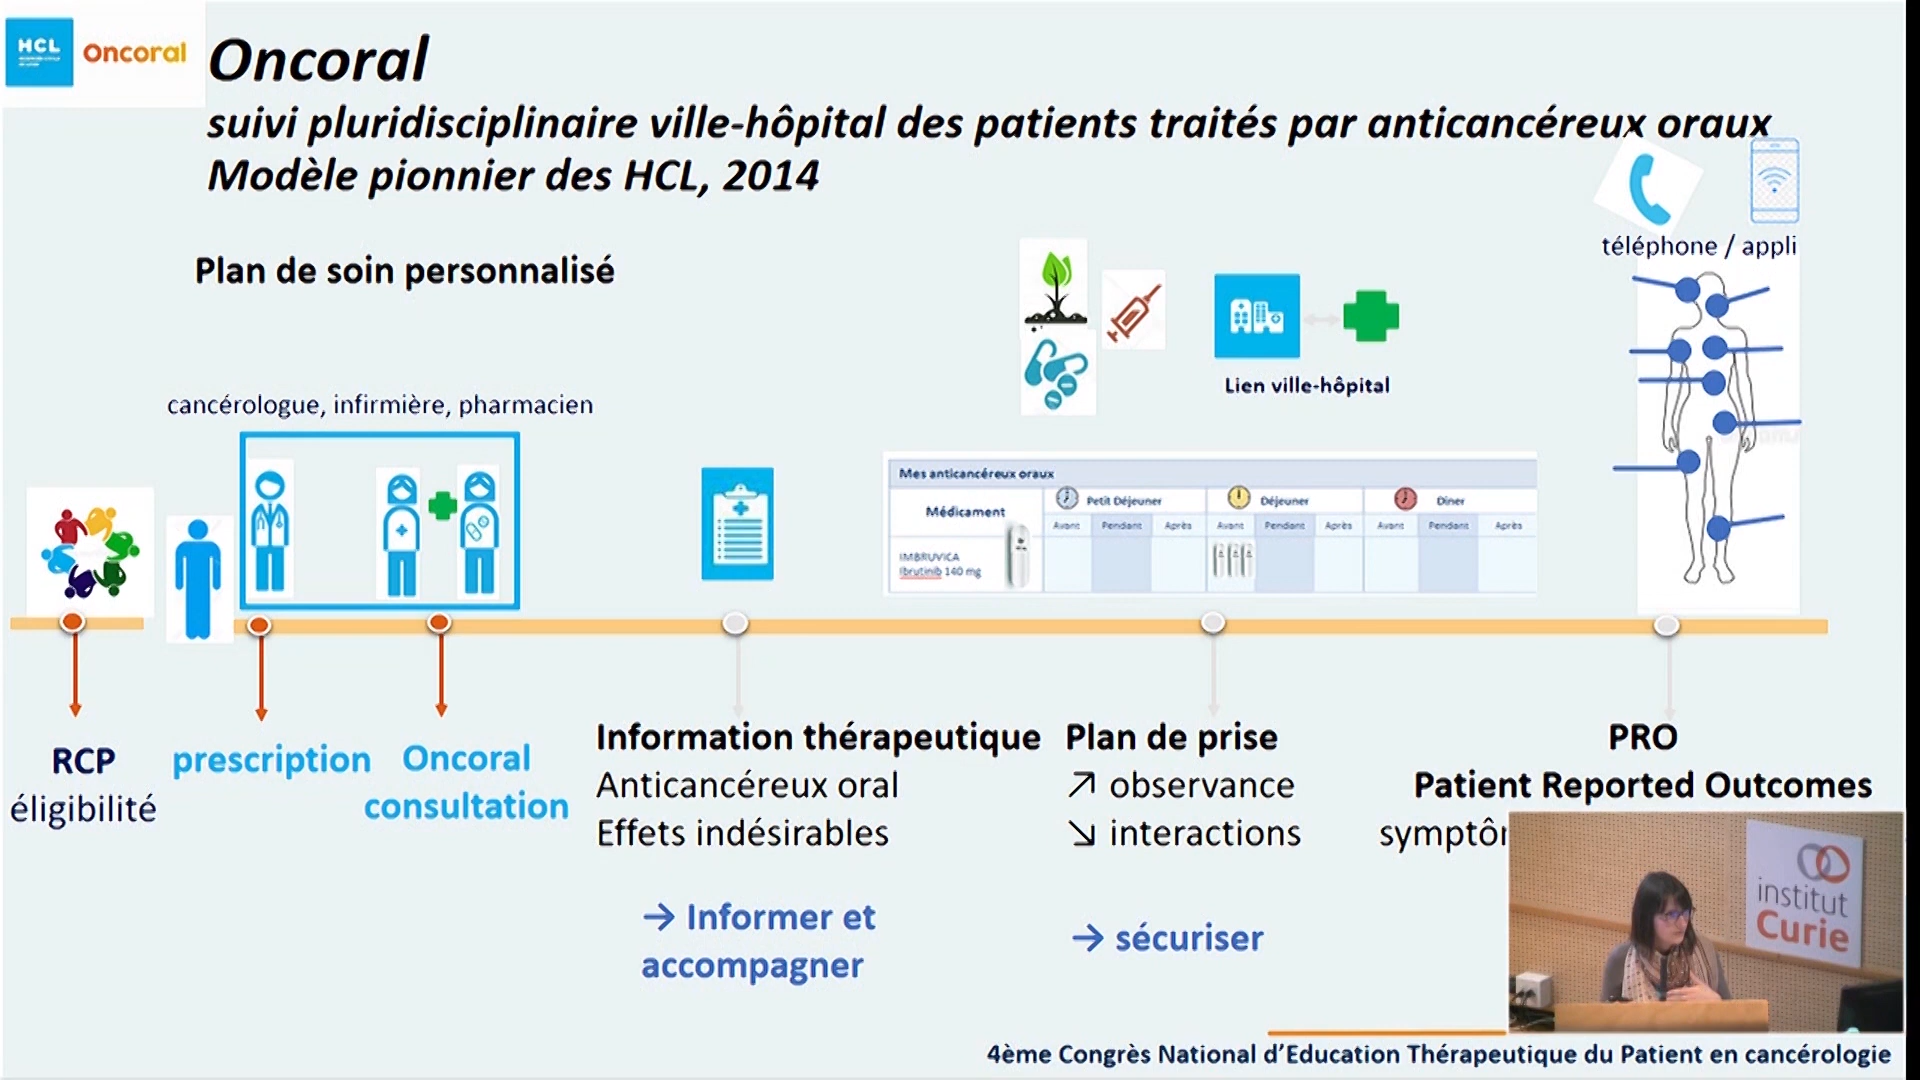 HCL
Oncoral
Oncoral
suivi pluridisciplinaire ville-hôpital des patients traités par anticancéreux oraux
Modèle pionnier des HCL, 2014
téléphone / appli
Plan de soin personnalisé
Lien ville-hôpital
cancérologue, infirmière, pharmacien
Mes anticancéreux oraux
Médicament
Petit Déjeuner
Déjeuner
Diner
Avant Pendant Après Avant Pendant Après Avant Pendant Après
IMBRUVICA
Ibrutinib 140 mg
RCP
éligibilité
prescription
Oncoral
consultation
Information thérapeutique
Anticancéreux oral
Effets indésirables
→ Informer et
accompagner
Plan de prise
↗ observance
↘ interactions
→ sécuriser
PRO
Patient Reported Outcomes
institut
Curie
4ème Congrès National d'Education Thérapeutique du Patient en cancérologie